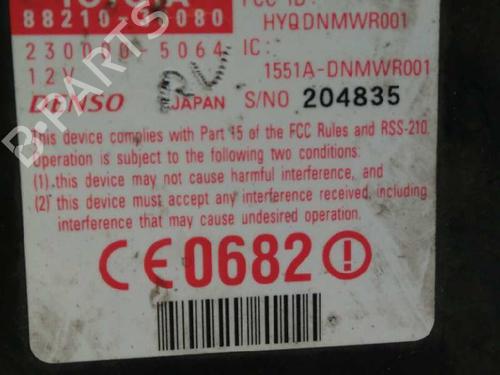 FCC ID:
HYQDNMWR001
230000-5064
IC:
12V
1551A-DNMWR001
DENSO JAPAN S/NO 204835
This device complies with Part 15 of the FCC Rules and RSS-210.
Operation is subject to the following two conditions:
(1) this device may not cause harmful interference, and
(2) this device must accept any interference received, including
interference that may cause undesired operation.
CE0682
B-PARTS